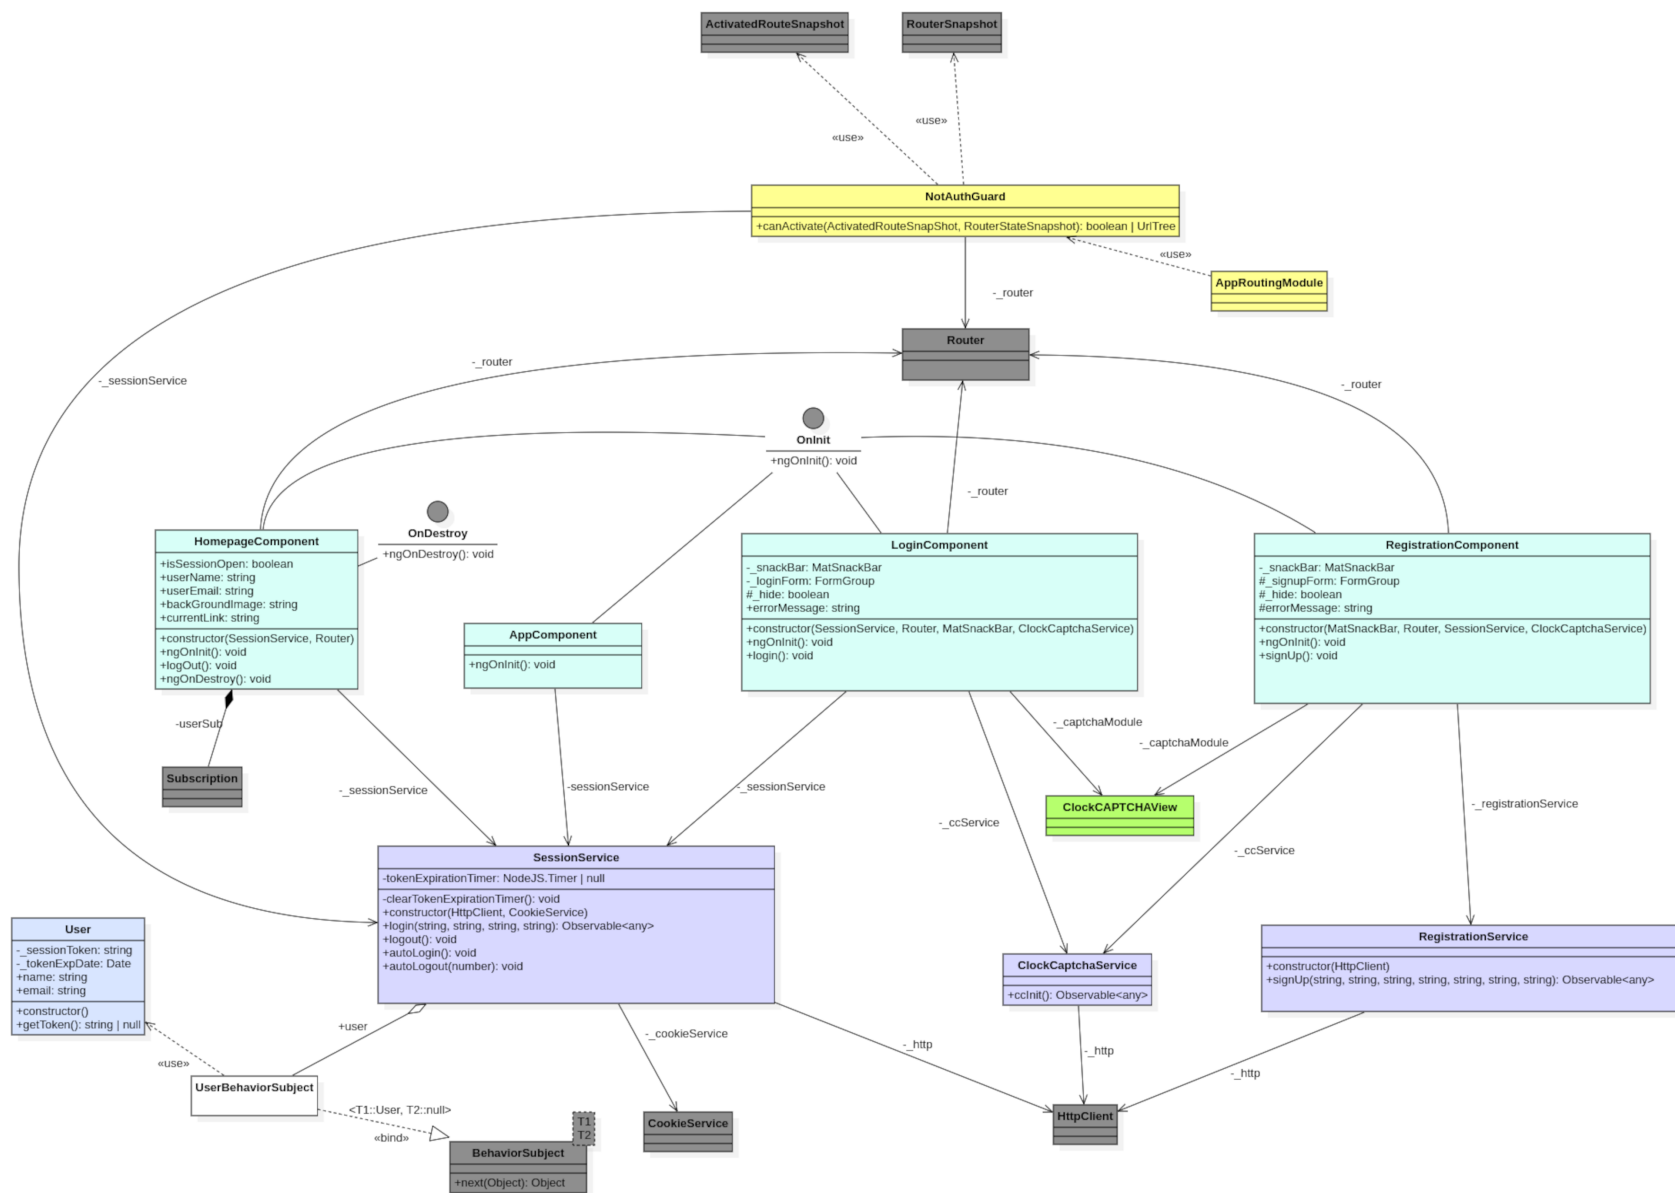 ActivatedRouteSnapshot
RouterSnapshot
«use»
«use»
NotAuthGuard
+canActivate(ActivatedRouteSnapShot, RouterStateSnapshot): boolean | UrlTree
«use»
AppRoutingModule
-_router
Router
-_router
-_sessionService
-_router
OnInit
+ngOnInit(): void
-_router
OnDestroy
+ngOnDestroy(): void
HomepageComponent
+isSessionOpen: boolean
+userName: string
+userEmail: string
+backGroundImage: string
+currentLink: string
+constructor(SessionService, Router)
+ngOnInit(): void
+logOut(): void
+ngOnDestroy(): void
AppComponent
+ngOnInit(): void
LoginComponent
-_snackBar: MatSnackBar
-_loginForm: FormGroup
#_hide: boolean
+errorMessage: string
+constructor(SessionService, Router, MatSnackBar, ClockCaptchaService)
+ngOnInit(): void
+login(): void
RegistrationComponent
-_snackBar: MatSnackBar
#_signupForm: FormGroup
#_hide: boolean
#errorMessage: string
+constructor(MatSnackBar, Router, SessionService, ClockCaptchaService)
+ngOnInit(): void
+signUp(): void
-userSub
-_captchaModule
-_captchaModule
Subscription
-_sessionService
-sessionService
-_sessionService
ClockCAPTCHAView
-_registrationService
-_ccService
-_ccService
SessionService
-tokenExpirationTimer: NodeJS.Timer | null
-clearTokenExpirationTimer(): void
+constructor(HttpClient, CookieService)
+login(string, string, string, string): Observable<any>
+logout(): void
+autoLogin(): void
+autoLogout(number): void
User
-_sessionToken: string
-_tokenExpDate: Date
+name: string
+email: string
+constructor()
+getToken(): string | null
ClockCaptchaService
+ccInit(): Observable<any>
RegistrationService
+constructor(HttpClient)
+signUp(string, string, string, string, string, string): Observable<any>
+user
-_cookieService
-_http
-_http
-_http
«use»
UserBehaviorSubject
<T1::User, T2::null>
«bind»
T1
T2
BehaviorSubject
+next(Object): Object
CookieService
HttpClient